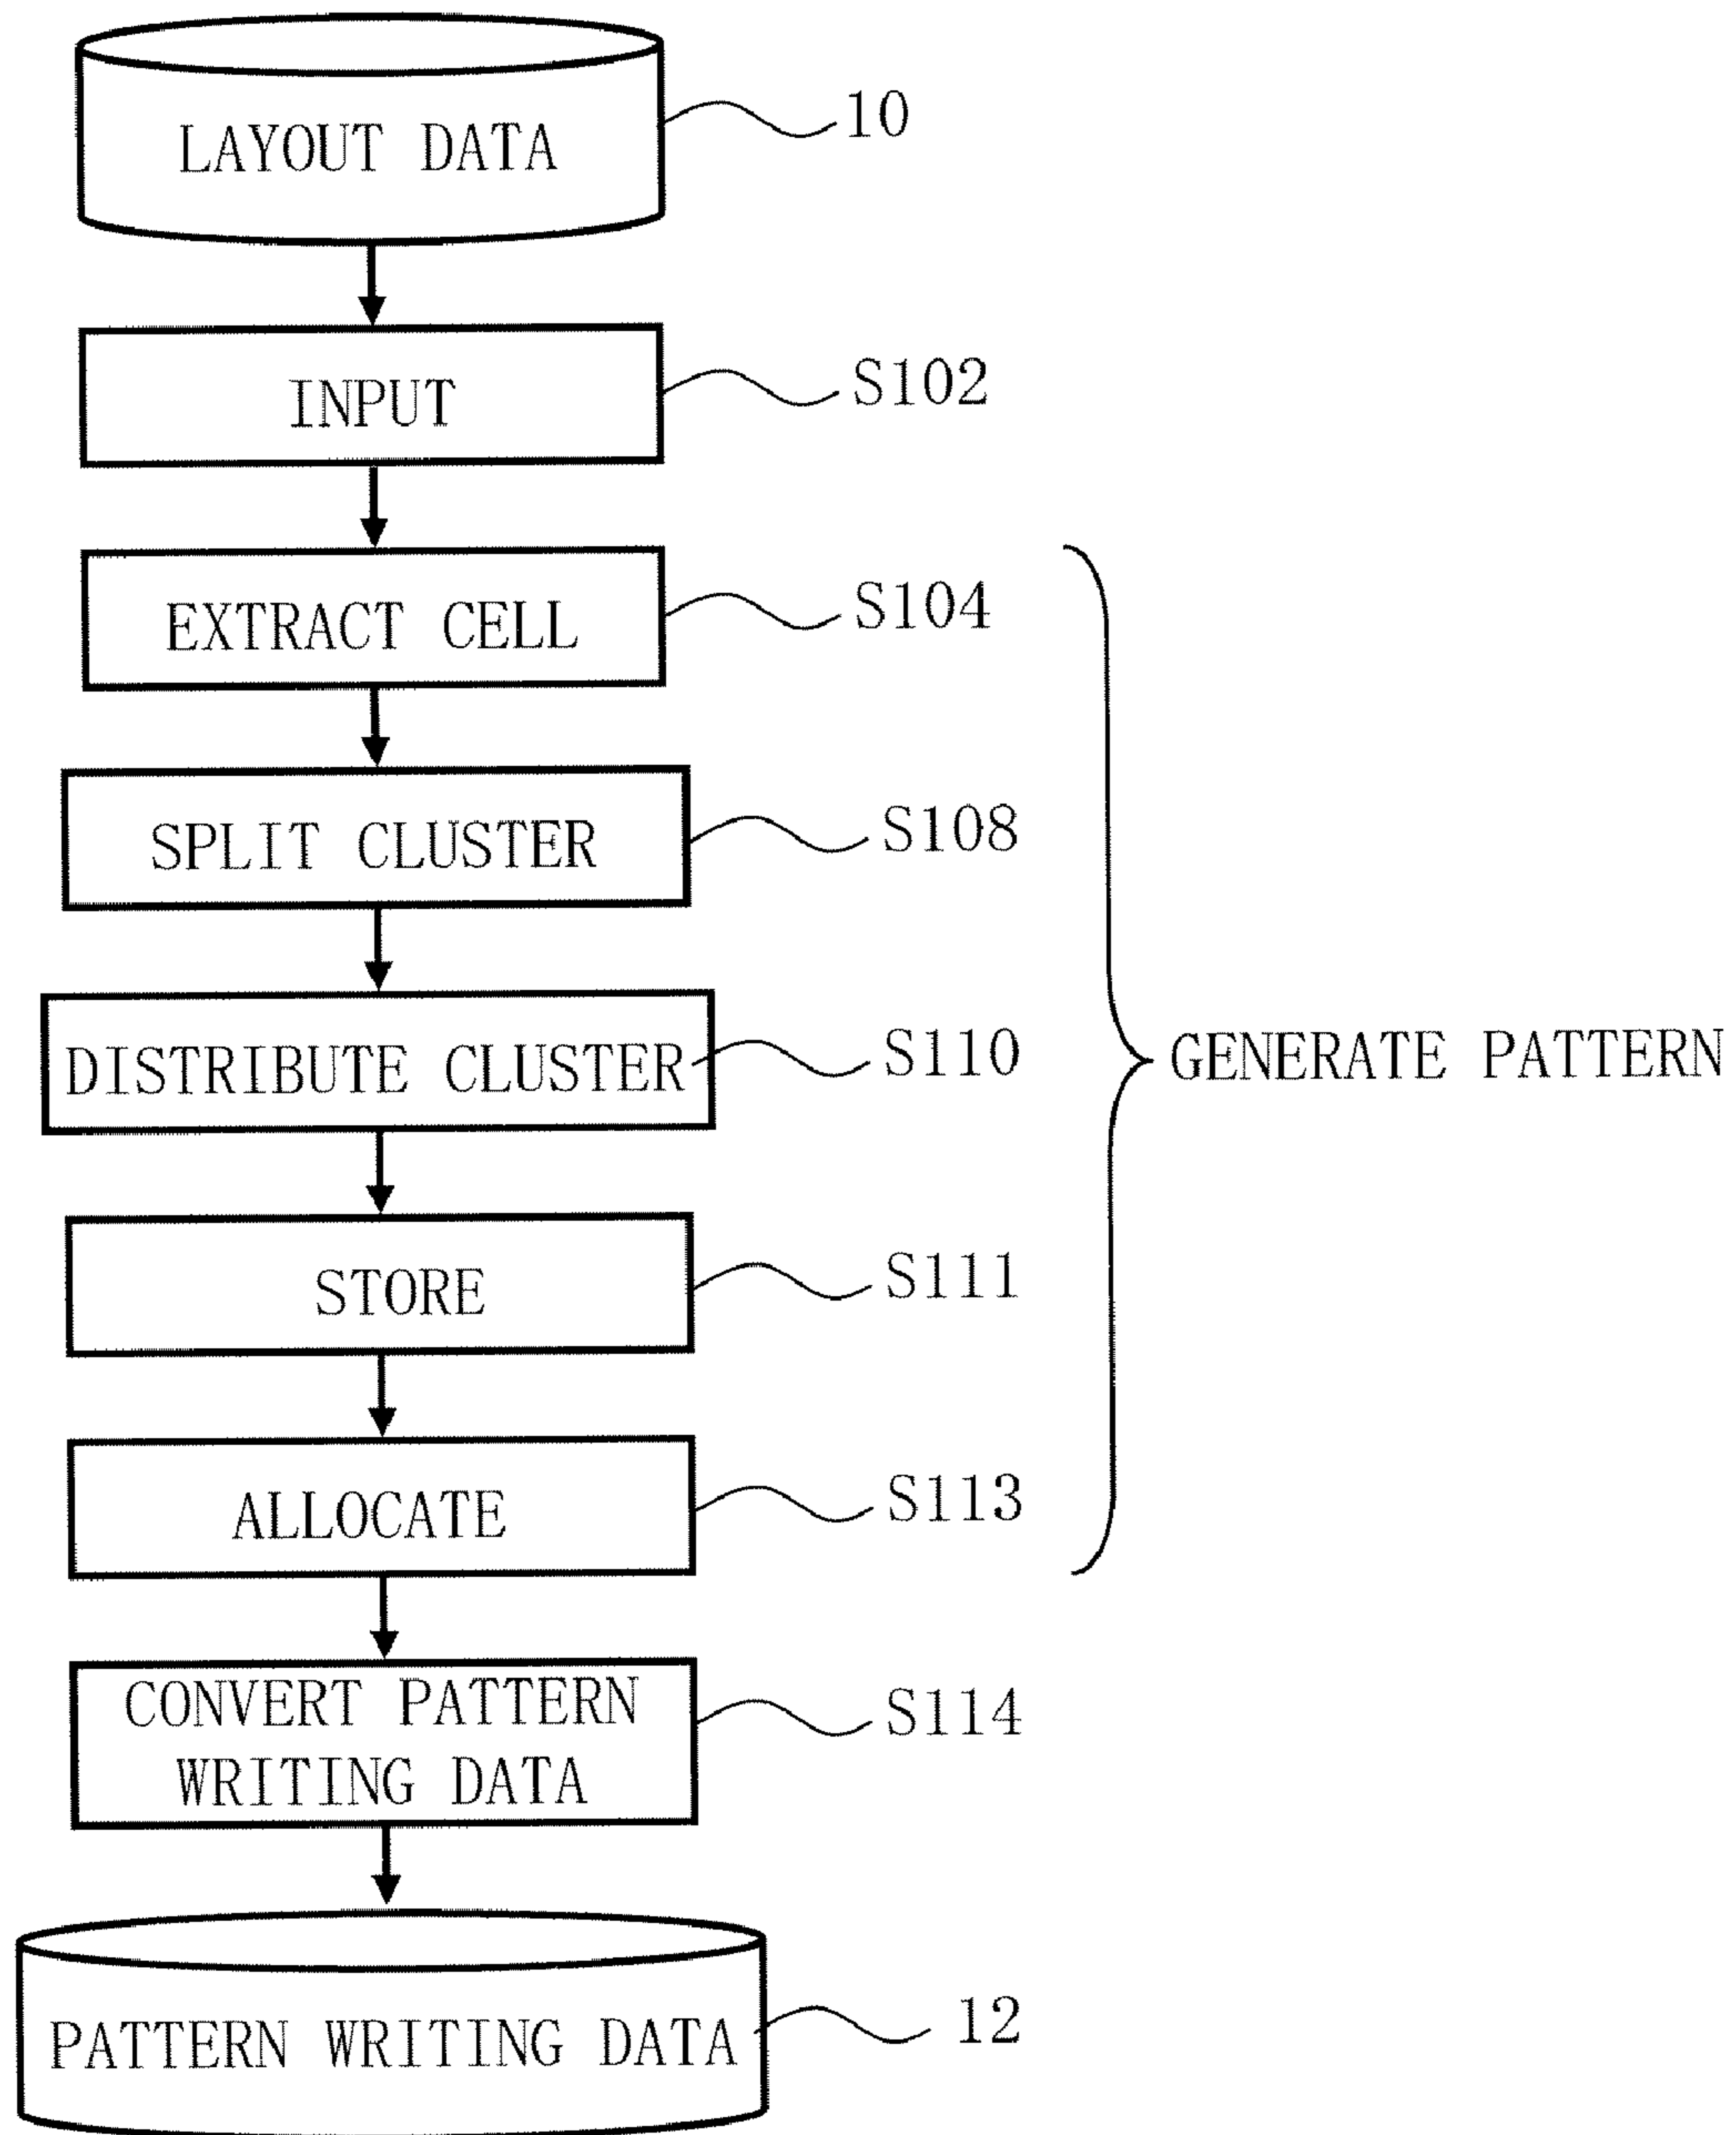 LAYOUT DATA
10
INPUT
S102
EXTRACT CELL
S104
SPLIT CLUSTER
S108
DISTRIBUTE CLUSTER
S110
GENERATE PATTERN
STORE
S111
ALLOCATE
S113
CONVERT PATTERN
WRITING DATA
S114
PATTERN WRITING DATA
12